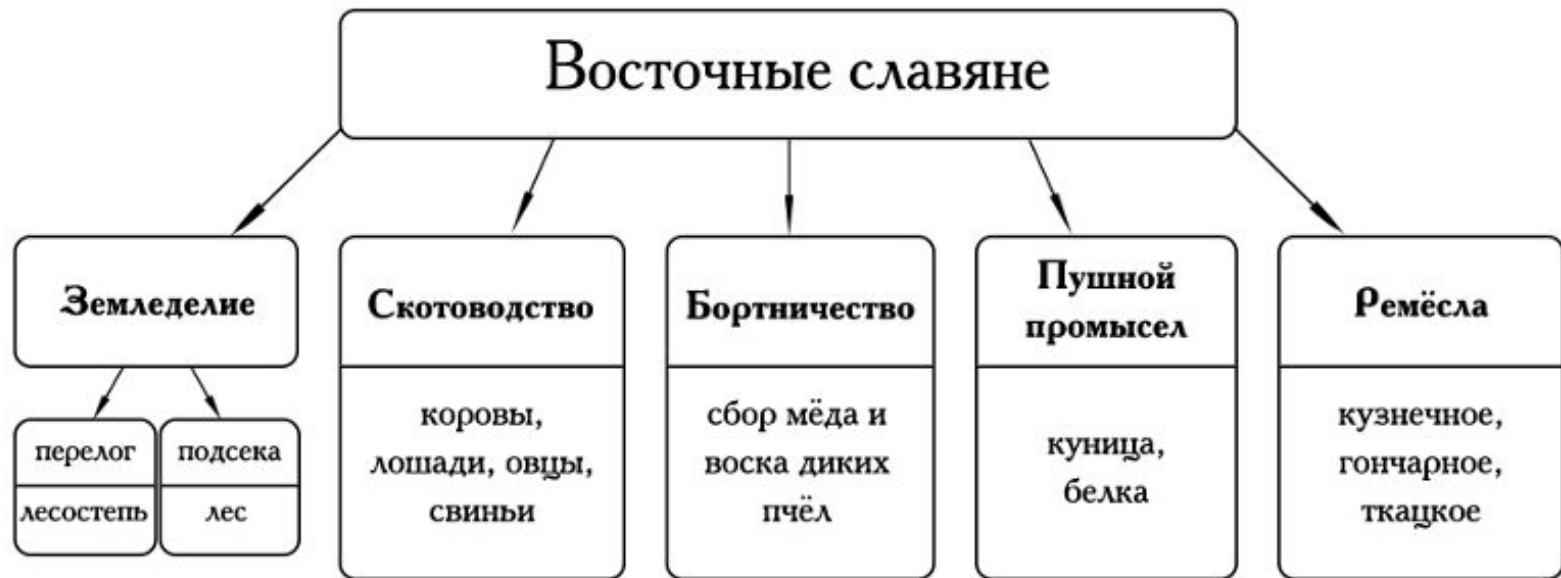 Восточные славяне
Земледелие
перелог
лесостепь
подсека
лес
Скотоводство
коровы,
лошади, овцы,
свиньи
Бортничество
сбор мёда и
воска диких
пчёл
Пушной
промысел
куница,
белка
Ремёсла
кузнечное,
гончарное,
ткацкое